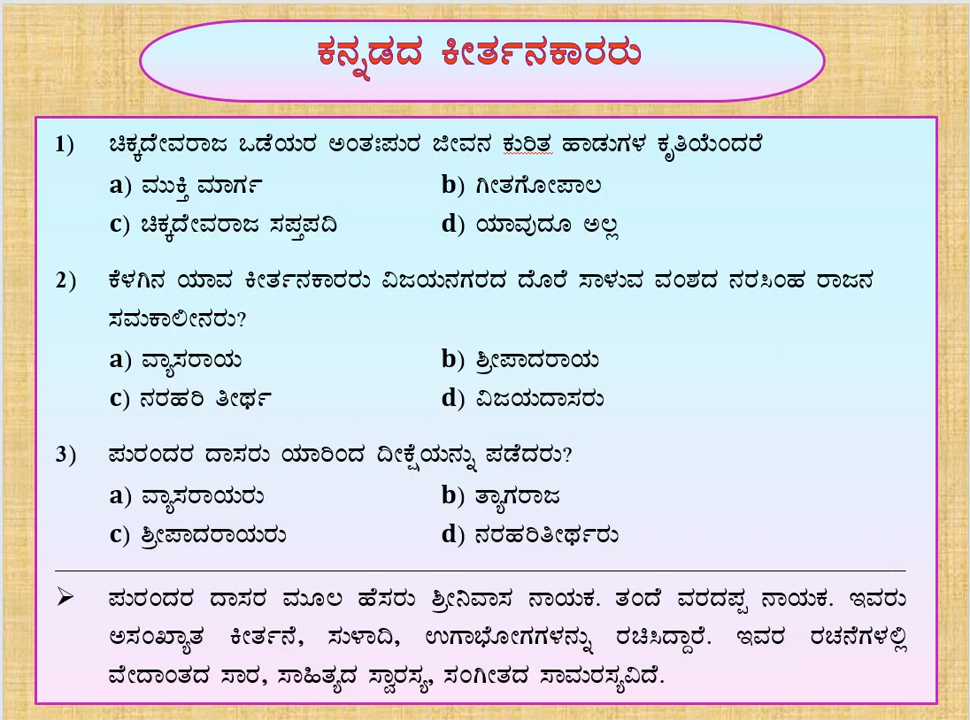 ಕನ್ನಡದ ಕೀರ್ತನಕಾರರು
1) ಚಿಕ್ಕದೇವರಾಜ ಒಡೆಯರ ಅಂತಃಪುರ ಜೀವನ ಕುರಿತ ಹಾಡುಗಳ ಕೃತಿಯೆಂದರೆ
a) ಮುಕ್ತಿ ಮಾರ್ಗ b) ಗೀತಗೋಪಾಲ
c) ಚಿಕ್ಕದೇವರಾಜ ಸಪ್ತಪದಿ d) ಯಾವುದೂ ಅಲ್ಲ
2) ಕೆಳಗಿನ ಯಾವ ಕೀರ್ತನಕಾರರು ವಿಜಯನಗರದ ದೊರೆ ಸಾಳುವ ವಂಶದ ನರಸಿಂಹ ರಾಜನ
ಸಮಕಾಲೀನರು?
a) ವ್ಯಾಸರಾಯ b) ಶ್ರೀಪಾದರಾಯ
c) ನರಹರಿ ತೀರ್ಥ d) ವಿಜಯದಾಸರು
3) ಪುರಂದರ ದಾಸರು ಯಾರಿಂದ ದೀಕ್ಷೆಯನ್ನು ಪಡೆದರು?
a) ವ್ಯಾಸರಾಯರು b) ತ್ಯಾಗರಾಜ
c) ಶ್ರೀಪಾದರಾಯರು d) ನರಹರಿತೀರ್ಥರು
➢ ಪುರಂದರ ದಾಸರ ಮೂಲ ಹೆಸರು ಶ್ರೀನಿವಾಸ ನಾಯಕ. ತಂದೆ ವರದಪ್ಪ ನಾಯಕ. ಇವರು
ಅಸಂಖ್ಯಾತ ಕೀರ್ತನೆ, ಸುಳಾದಿ, ಉಗಾಭೋಗಗಳನ್ನು ರಚಿಸಿದ್ದಾರೆ. ಇವರ ರಚನೆಗಳಲ್ಲಿ
ವೇದಾಂತದ ಸಾರ, ಸಾಹಿತ್ಯದ ಸ್ವಾರಸ್ಯ, ಸಂಗೀತದ ಸಾಮರಸ್ಯವಿದೆ.